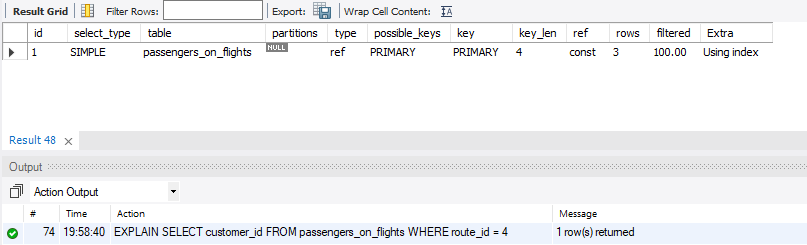 Result Grid Filter Rows: Export: Wrap Cell Content: IA
id select_type table partitions type possible_keys key key_len ref rows filtered Extra
1 SIMPLE passengers_on_flights NULL ref PRIMARY PRIMARY 4 const 3 100.00 Using index
Result 48
Output
Action Output
# Time Action Message
74 19:58:40 EXPLAIN SELECT customer_id FROM passengers_on_flights WHERE route_id = 4 1 row(s) returned